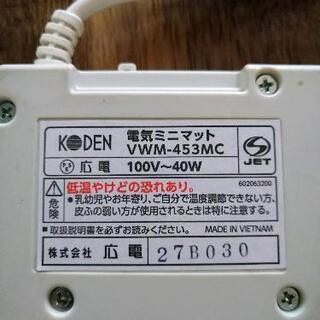 KODEN
電気ミニマット
VWM-453MC
広電
100V~40W
S
JET
602063200
危険
低温やけどの恐れあり。
●乳幼児やお年寄り、ご自分で温度調節できない方、
皮ふの弱い方が使用されるときは特に注意する。
●取扱説明書を必ずお読みください。
MADE IN VIETNAM
株式会社 広電
27B030